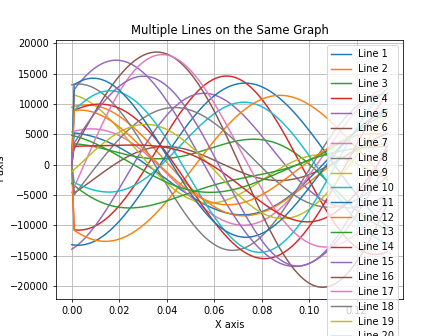 Multiple Lines on the Same Graph
20000
15000
10000
5000
0
−5000
−10000
−15000
−20000
0.00
0.02
0.04
0.06
0.08
0.10
X axis
Line 1
Line 2
Line 3
Line 4
Line 5
Line 6
Line 7
Line 8
Line 9
Line 10
Line 11
Line 12
Line 13
Line 14
Line 15
Line 16
Line 17
Line 18
Line 19
Line 20